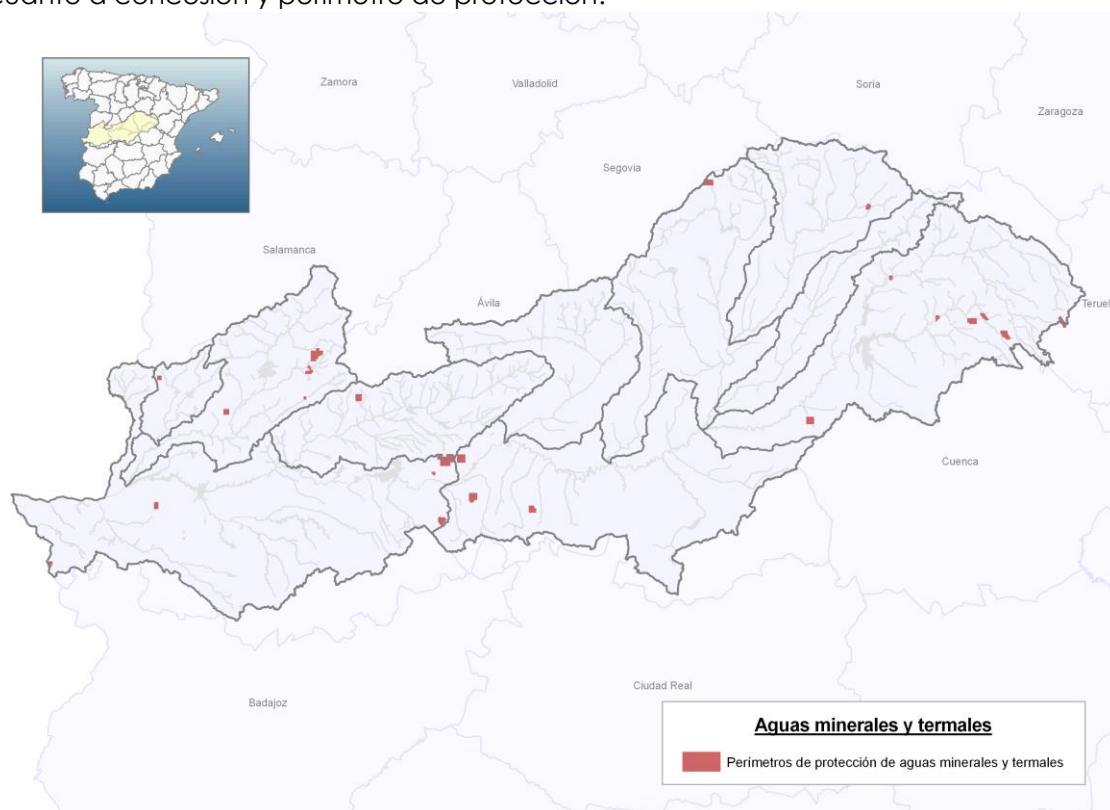 Zamora
Valladolid
Soria
Zaragoza
Segovia
Salamanca
Ávila
Teruel
Cuenca
Ciudad Real
Badajoz
Aguas minerales y termales
Perímetros de protección de aguas minerales y termales